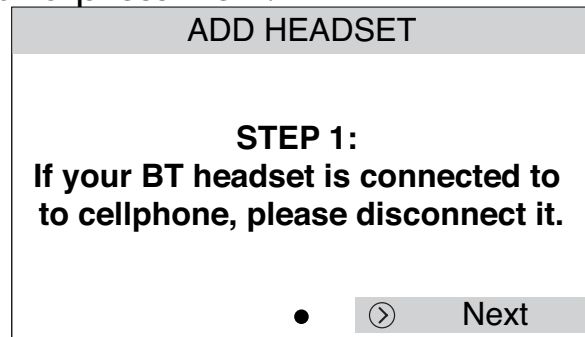 ADD HEADSET
STEP 1:
If your BT headset is connected to
to cellphone, please disconnect it.
Next